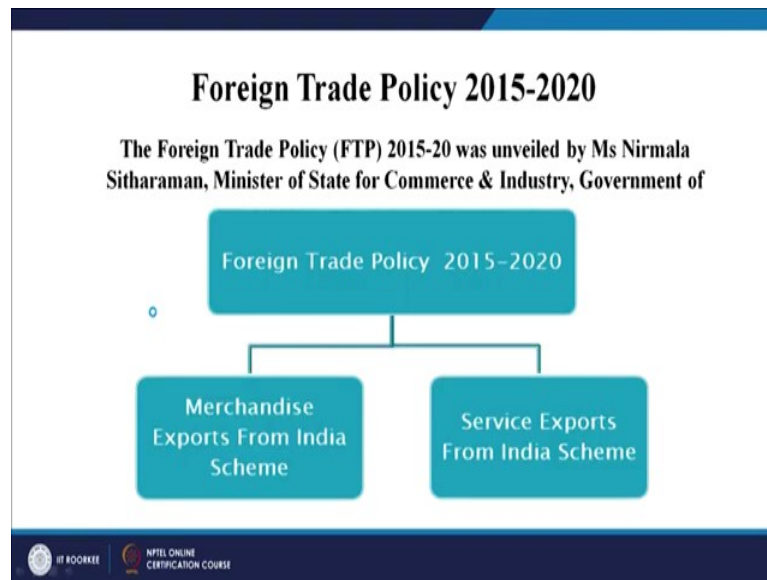 Foreign Trade Policy 2015-2020
The Foreign Trade Policy (FTP) 2015-20 was unveiled by Ms Nirmala
Sitharaman, Minister of State for Commerce & Industry, Government of
Foreign Trade Policy 2015-2020
Merchandise
Exports From India
Scheme
Service Exports
From India Scheme
IIT ROORKEE
NPTEL ONLINE
CERTIFICATION COURSE